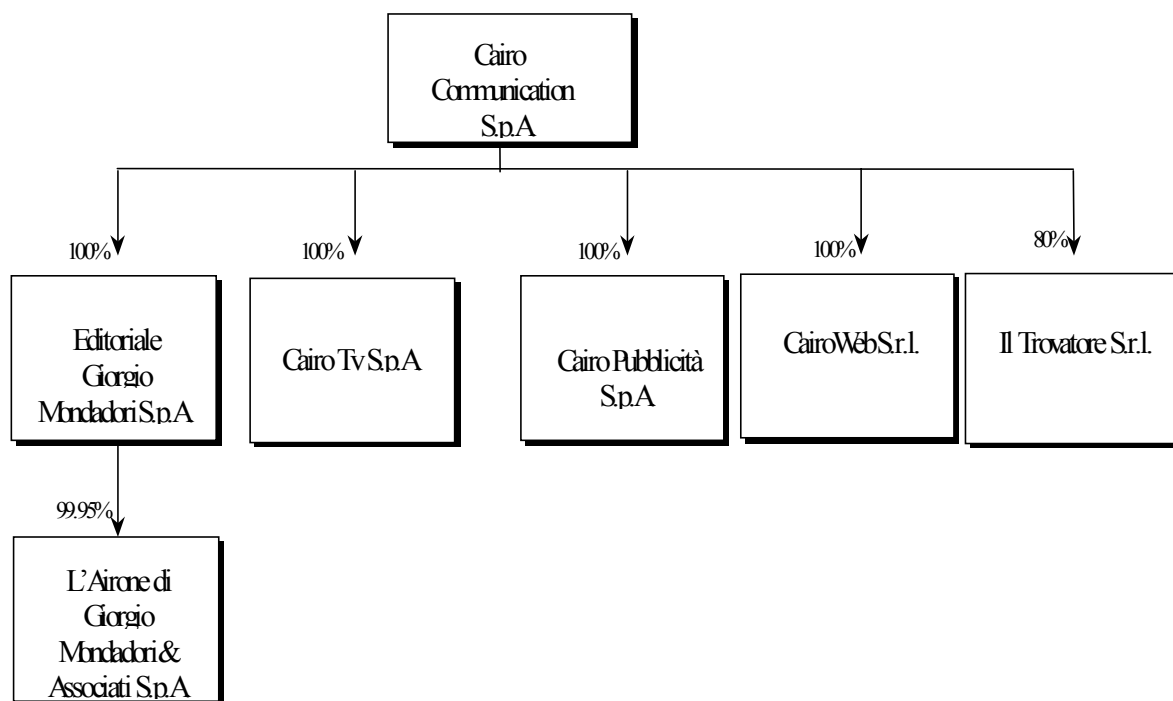 Cairo
Communication
S.p.A.
100%
100%
100%
100%
80%
Editoriale
Giorgio
Mondadori S.p.A.
Cairo Tv S.p.A.
Cairo Pubblicità
S.p.A.
CairoWeb S.r.l.
Il Trovatore S.r.l.
99.95%
L’Airone di
Giorgio
Mondadori &
Associati S.p.A.